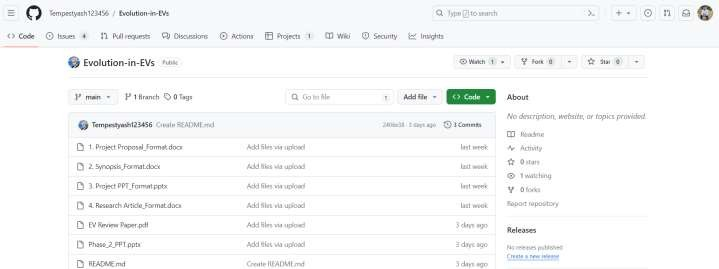 Tempestyash123456 / Evolution-in-EVs
Type / to search
Code Issues 4 Pull requests Discussions Actions Projects 1 Wiki Security Insights
Evolution-in-EVs Public
Watch 1 Fork 0 Star 0
main 1 Branch 0 Tags Go to file t Add file Code
Tempestyash123456 Create README.md 3 days ago 3 Commits
1. Project Proposal_Format.docx Add files via upload last week
2. Synopsis_Format.docx Add files via upload last week
3. Project PPT_Format.pptx Add files via upload last week
4. Research Article_Format.docx Add files via upload last week
EV Review Paper.pdf Add files via upload 3 days ago
Phase_2_PPT.pptx Add files via upload 3 days ago
README.md Create README.md 3 days ago
About
No description, website, or topics provided.
Readme
Activity
0 stars
1 watching
0 forks
Report repository
Releases
No releases published
Create a new release